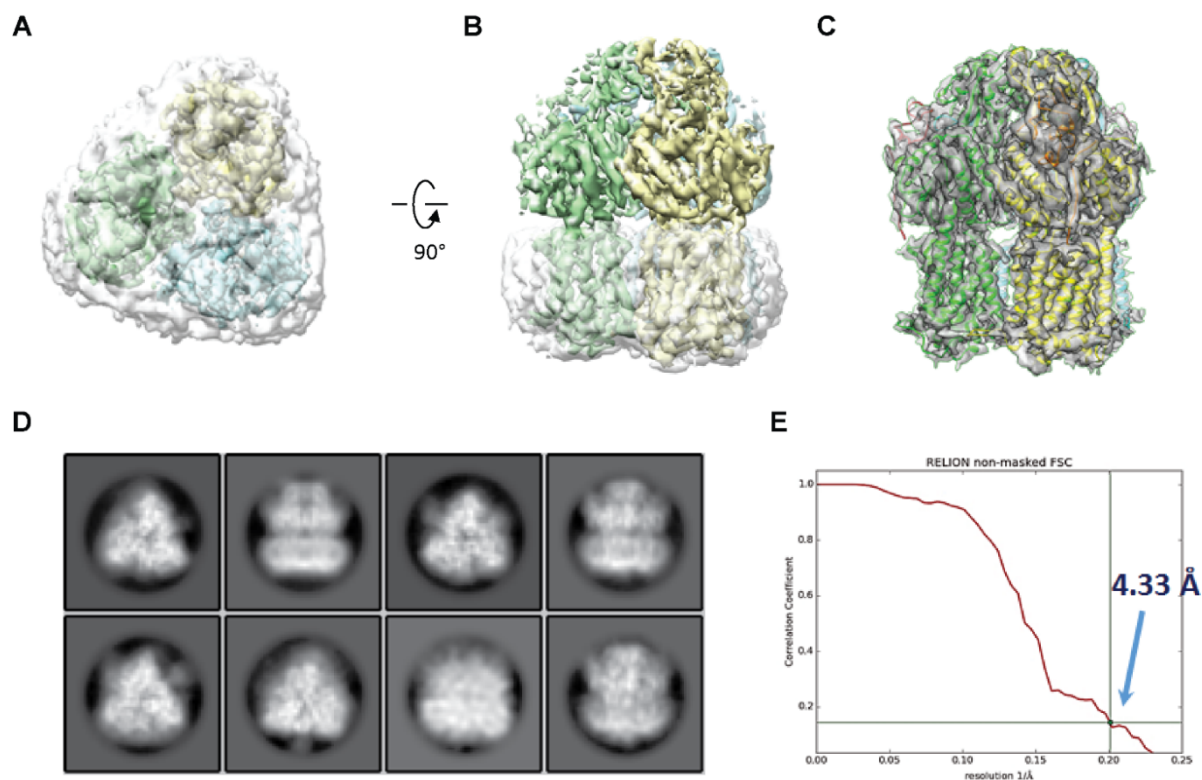 A
B
C
90°
D
E
RELION non-masked FSC
Correlation Coefficient
1.0
0.8
0.6
0.4
0.2
4.33 Å
0.00
0.05
0.10
0.15
0.20
0.25
resolution 1/Å